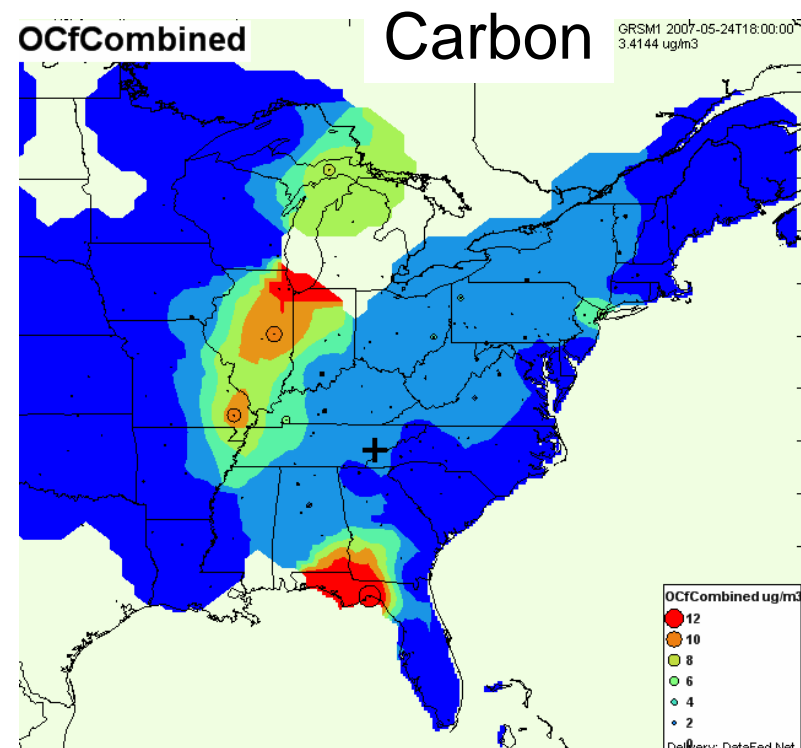 OCfCombined
Carbon
GRSM1 2007-05-24T18:00:00
3.4144 ug/m3
OCfCombined ug/m3
12
10
8
6
4
2
0
Delivery: DataFed.Net